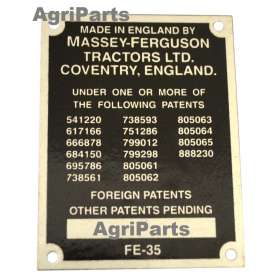 AgriParts
MADE IN ENGLAND BY
MASSEY-FERGUSON
TRACTORS LTD.
COVENTRY, ENGLAND.
UNDER ONE OR MORE OF
THE FOLLOWING PATENTS
541220 738593 805063
617166 751286 805064
666878 799012 805065
684150 799298 888230
695786 805061
738561 805062
FOREIGN PATENTS
OTHER PATENTS PENDING
AgriParts
FE-35